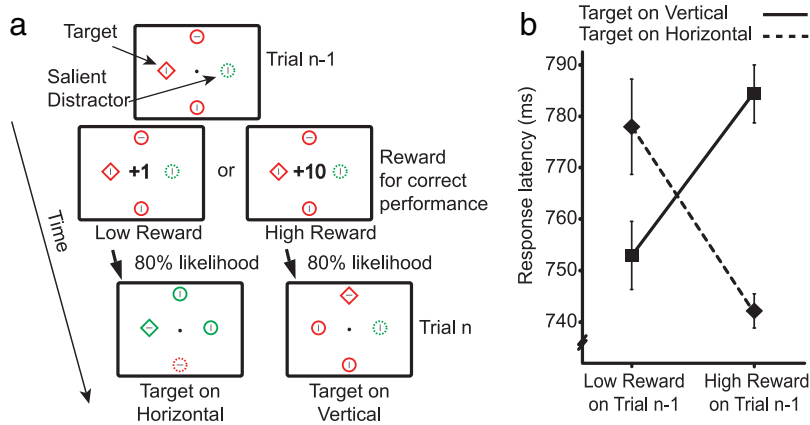 a
Target
Salient
Distractor
Trial n-1
+1
or
+10
Reward
for correct
performance
Time
Low Reward
High Reward
80% likelihood
80% likelihood
Trial n
Target on
Horizontal
Target on
Vertical
b
Target on Vertical
Target on Horizontal
Response latency (ms)
790
780
770
760
750
740
Low Reward
on Trial n-1
High Reward
on Trial n-1